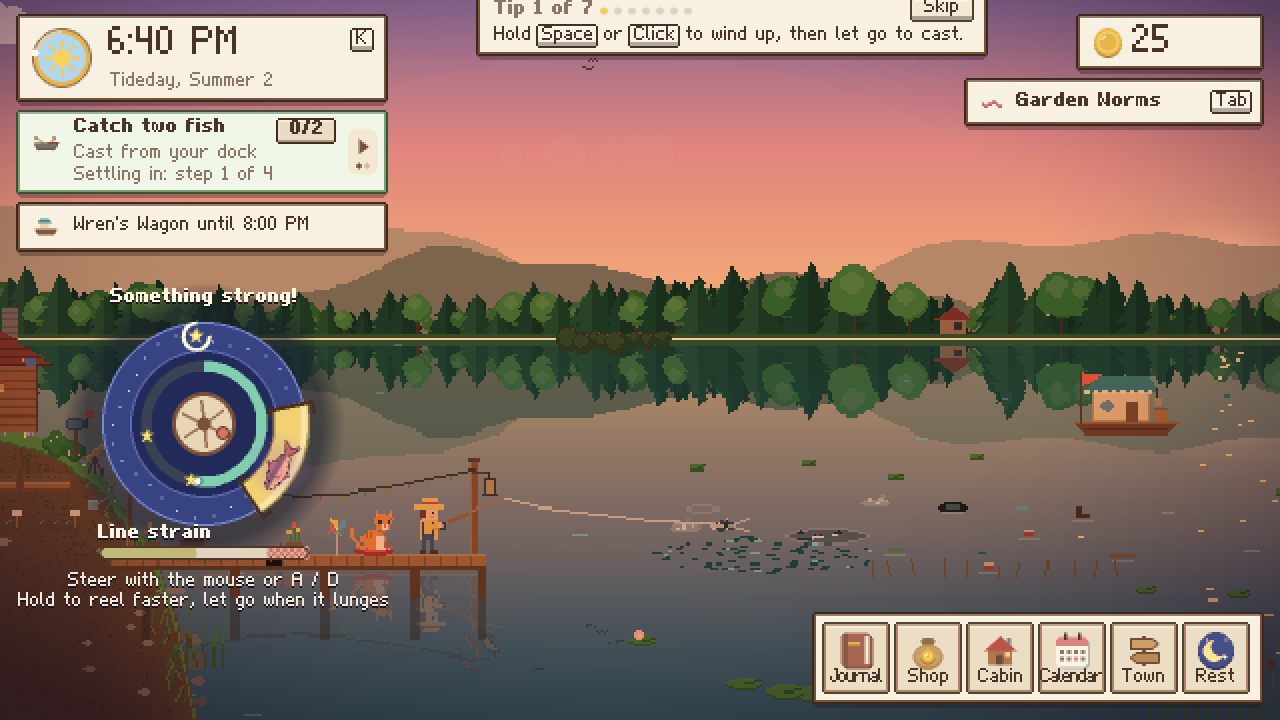 6:40 PM
K
Tideday, Summer 2
Catch two fish
0/2
Cast from your dock
Settling in: step 1 of 4
Wren's Wagon until 8:00 PM
Tip 1 of 7
Skip
Hold Space or Click to wind up, then let go to cast.
25
Garden Worms
Tab
Something strong!
Line strain
Steer with the mouse or A / D
Hold to reel faster, let go when it lunges
Journal
Shop
Cabin
Calendar
Town
Rest